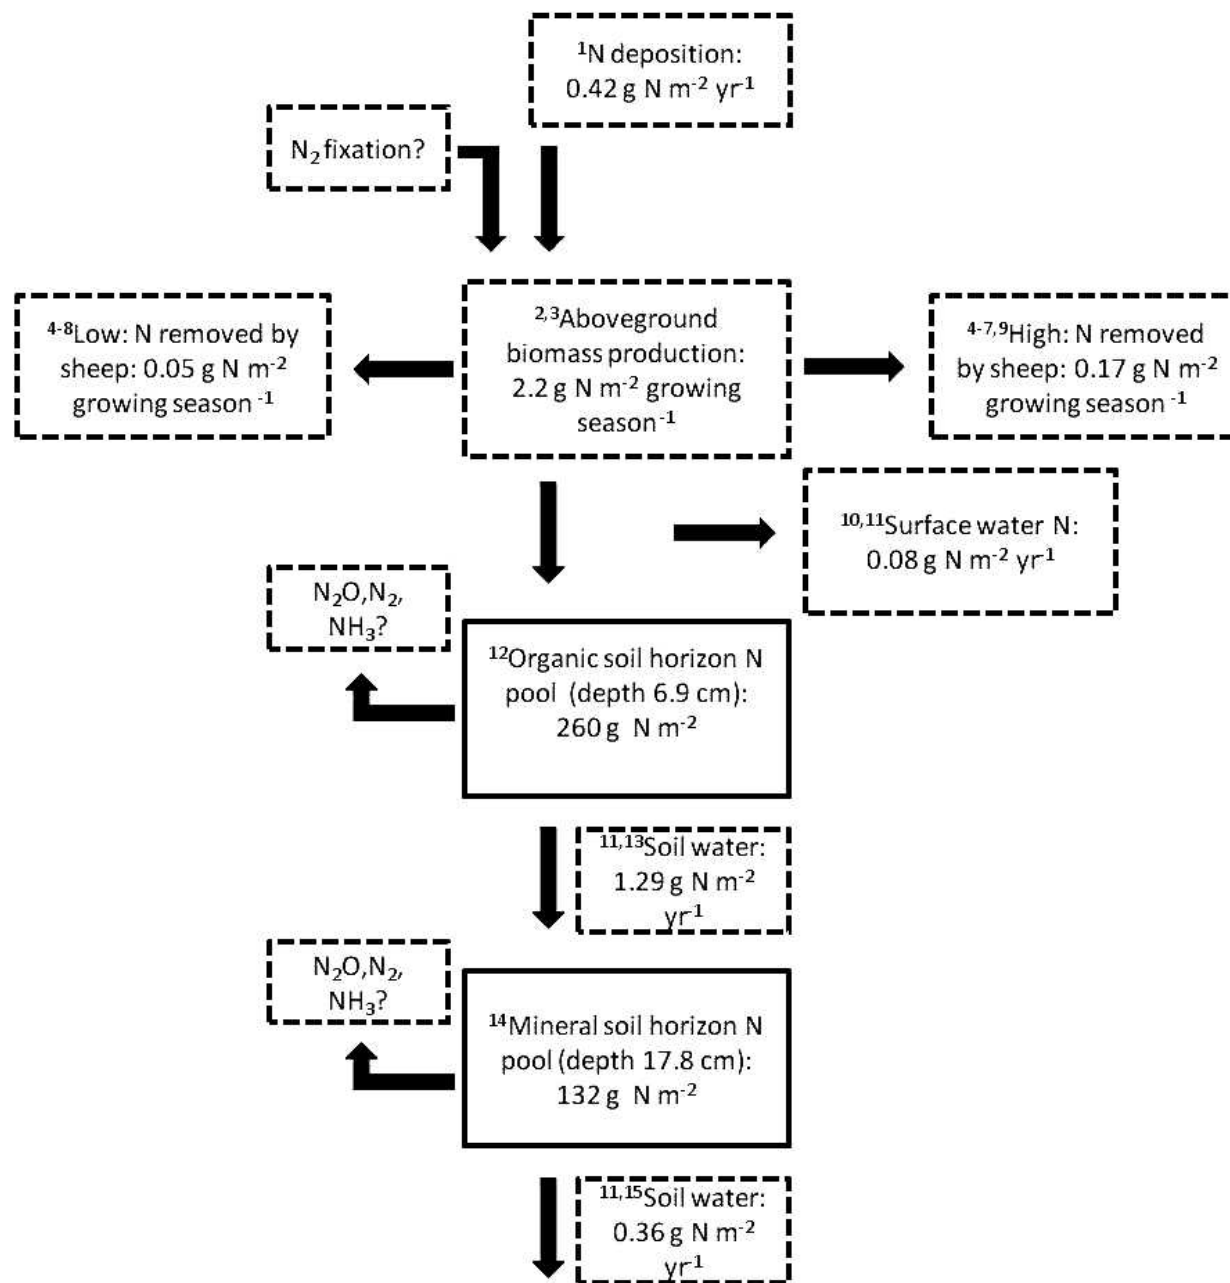 ¹N deposition:
0.42 g N m⁻² yr⁻¹
N₂ fixation?
⁴⁻⁸Low: N removed by
sheep: 0.05 g N m⁻²
growing season ⁻¹
²,³Aboveground
biomass production:
2.2 g N m⁻² growing
season⁻¹
⁴⁻⁷,⁹High: N removed
by sheep: 0.17 g N m⁻²
growing season ⁻¹
¹⁰,¹¹Surface water N:
0.08 g N m⁻² yr⁻¹
N₂O,N₂,
NH₃?
¹²Organic soil horizon N
pool (depth 6.9 cm):
260 g N m⁻²
¹¹,¹³Soil water:
1.29 g N m⁻²
yr⁻¹
N₂O,N₂,
NH₃?
¹⁴Mineral soil horizon N
pool (depth 17.8 cm):
132 g N m⁻²
¹¹,¹⁵Soil water:
0.36 g N m⁻²
yr⁻¹